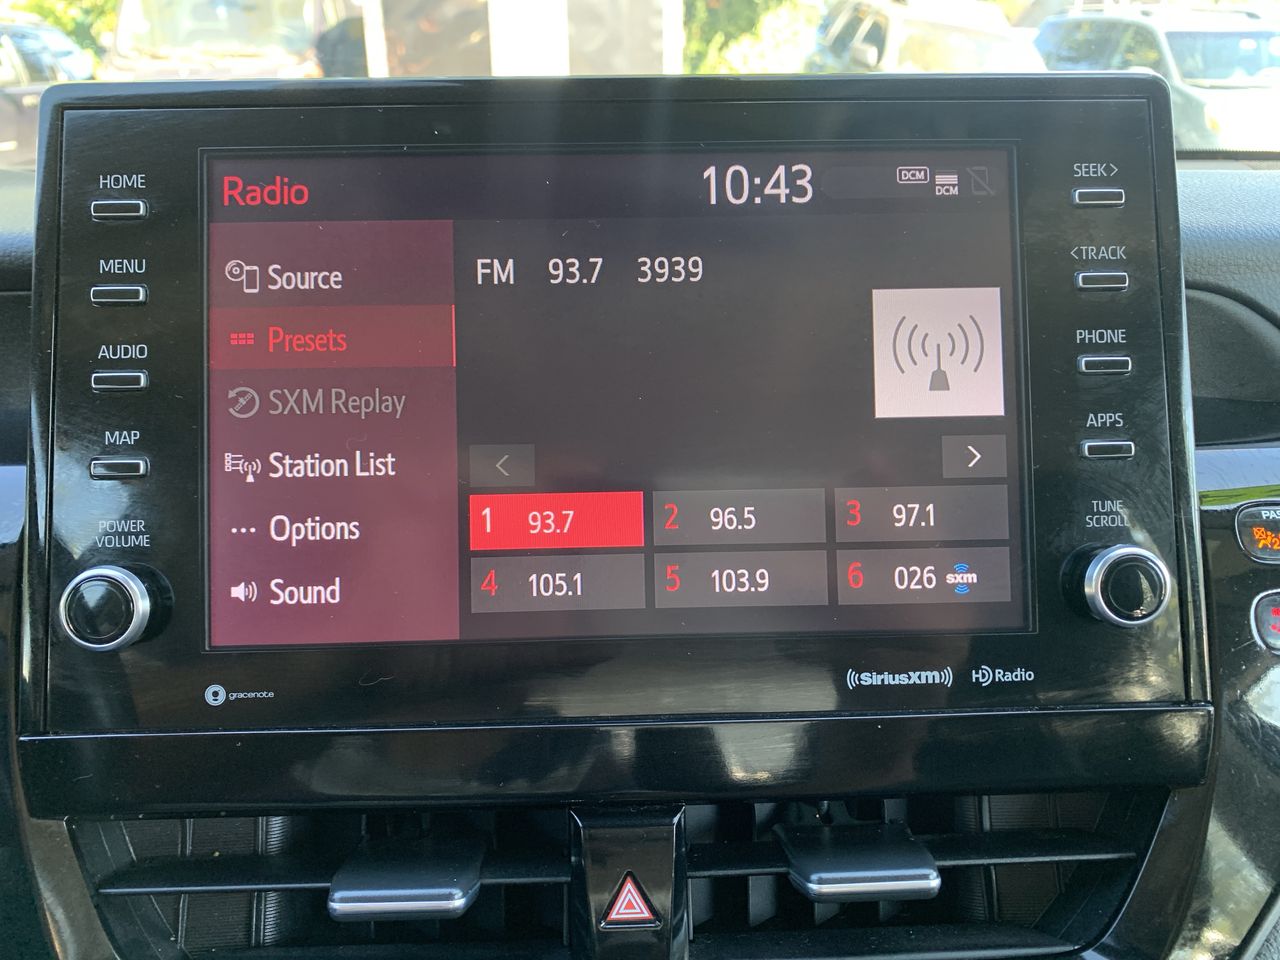 HOME
MENU
AUDIO
MAP
POWER
VOLUME
Radio
10:43
DCM
DCM
Source
Presets
SXM Replay
Station List
... Options
Sound
FM 93.7 3939
<
>
1 93.7
2 96.5
3 97.1
4 105.1
5 103.9
6 026 sxm
SEEK>
<TRACK
PHONE
APPS
TUNE
SCROLL
gracenote
((SiriusXM))
HD Radio
PAS